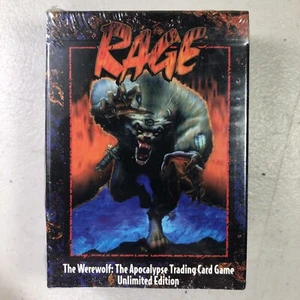 RAGE
The Werewolf: The Apocalypse Trading Card Game
Unlimited Edition